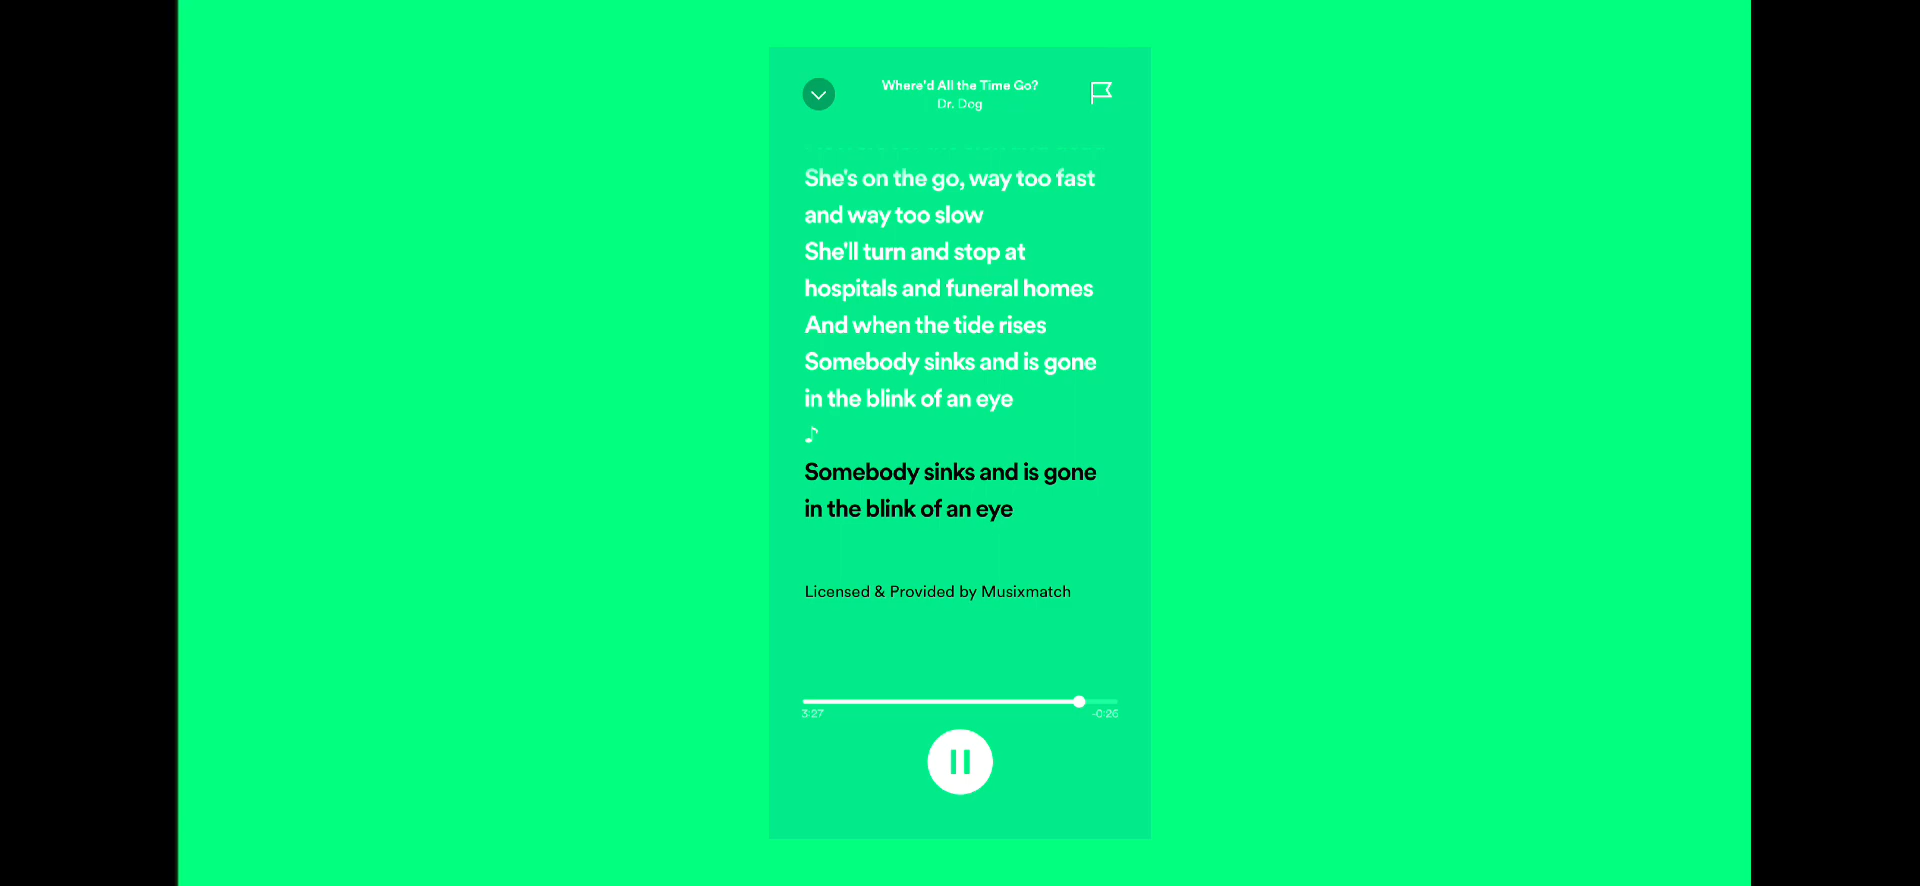 Where'd All the Time Go?
Dr. Dog
She's on the go, way too fast
and way too slow
She'll turn and stop at
hospitals and funeral homes
And when the tide rises
Somebody sinks and is gone
in the blink of an eye
♪
Somebody sinks and is gone
in the blink of an eye
Licensed & Provided by Musixmatch
3:27
-0:26